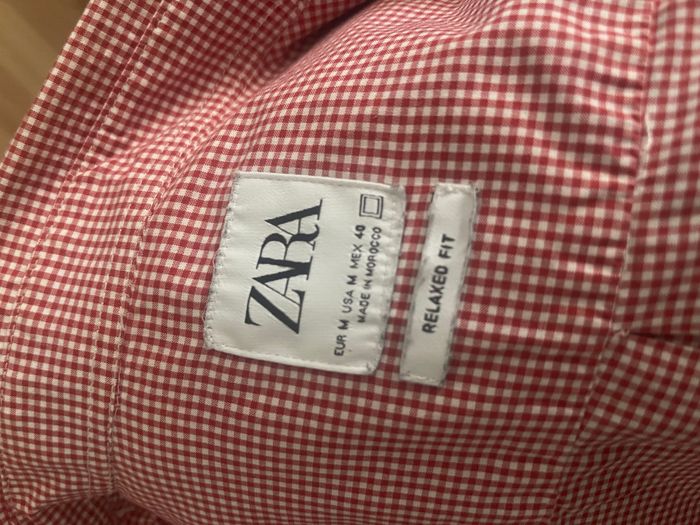 ZARA
EUR M USA M MEX 40
MADE IN MOROCCO
RELAXED FIT